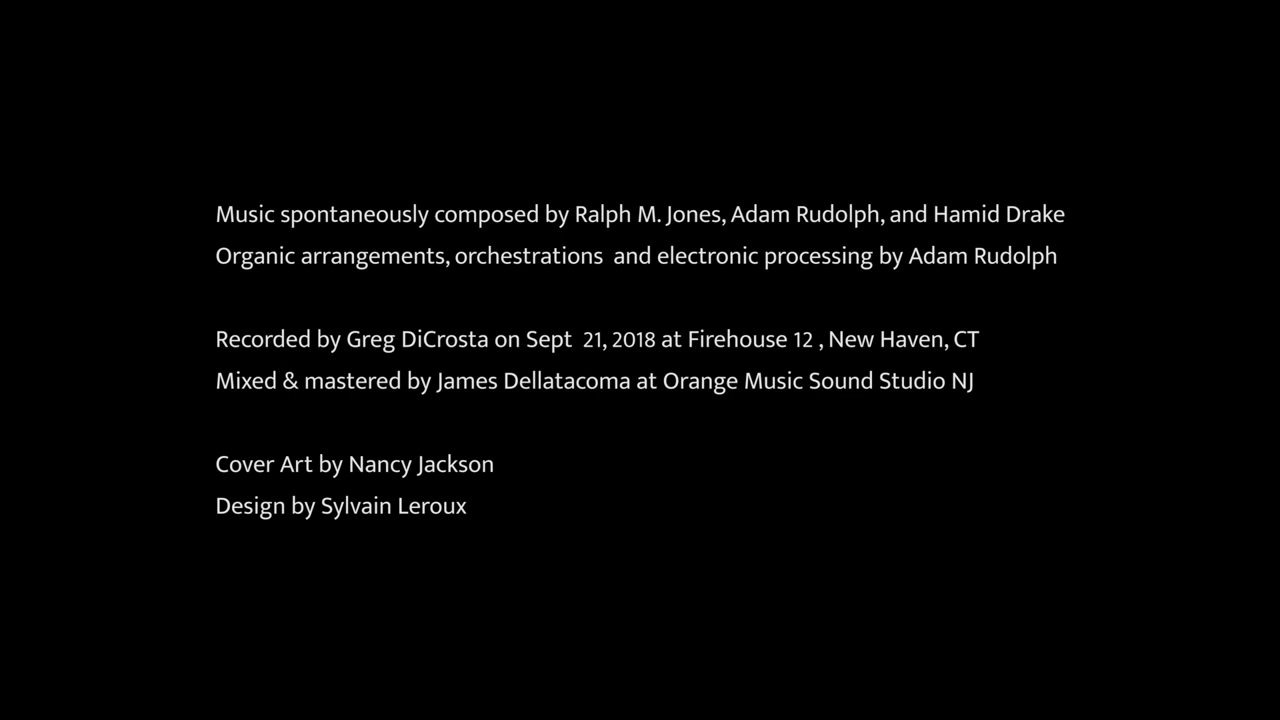 Music spontaneously composed by Ralph M. Jones, Adam Rudolph, and Hamid Drake
Organic arrangements, orchestrations  and electronic processing by Adam Rudolph
Recorded by Greg DiCrosta on Sept  21, 2018 at Firehouse 12 , New Haven, CT
Mixed & mastered by James Dellatacoma at Orange Music Sound Studio NJ
Cover Art by Nancy Jackson
Design by Sylvain Leroux